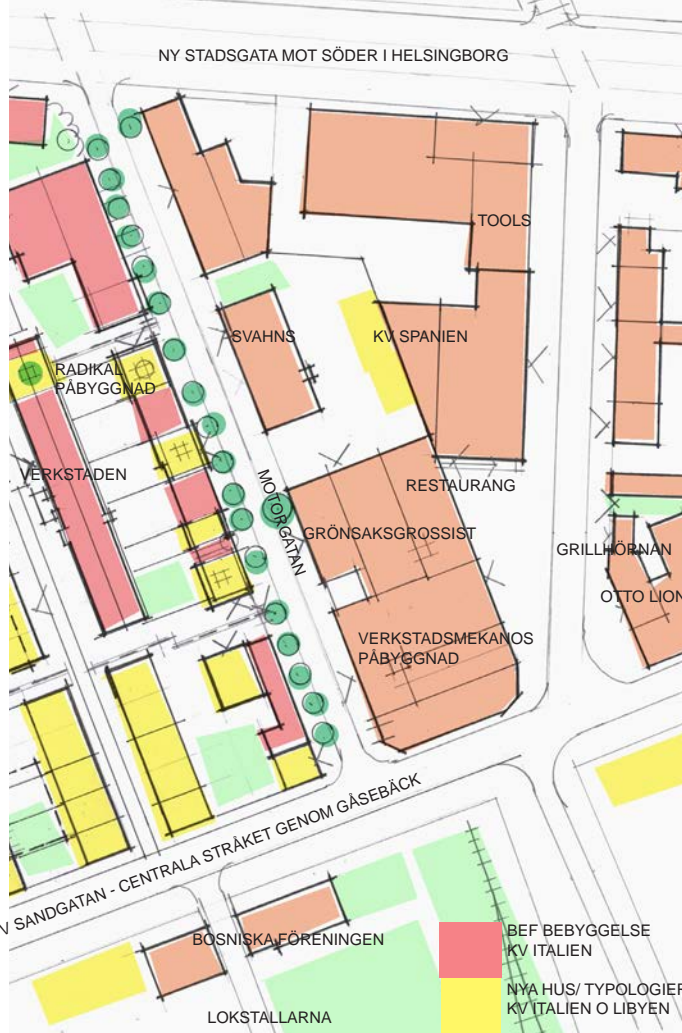 NY STADSGATA MOT SÖDER I HELSINGBORG
TOOLS
SVAHNS
KV SPANIEN
RADIKAL
PÅBYGGNAD
VERKSTADEN
MOTORGATAN
RESTAURANG
GRÖNSAKSGROSSIST
GRILLHÖRNAN
OTTO LION
VERKSTADSMEKANOS
PÅBYGGNAD
V SANDGATAN - CENTRALA STRÅKET GENOM GÅSEBÄCK
BOSNISKA FÖRENINGEN
BEF BEBYGGELSE
KV ITALIEN
NYA HUS/ TYPOLOGIER
KV ITALIEN O LIBYEN
LOKSTALLARNA